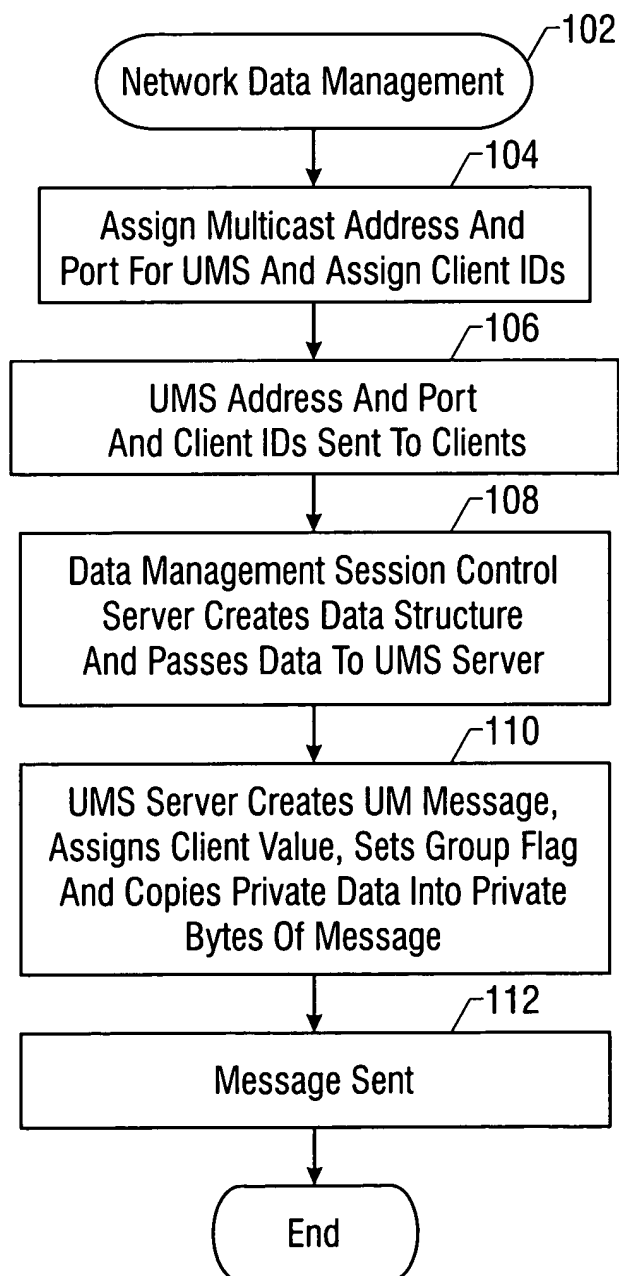 102
Network Data Management
104
Assign Multicast Address And
Port For UMS And Assign Client IDs
106
UMS Address And Port
And Client IDs Sent To Clients
108
Data Management Session Control
Server Creates Data Structure
And Passes Data To UMS Server
110
UMS Server Creates UM Message,
Assigns Client Value, Sets Group Flag
And Copies Private Data Into Private
Bytes Of Message
112
Message Sent
End